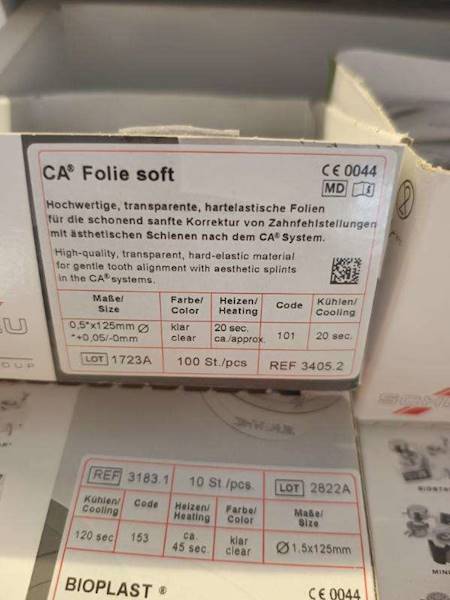 CA® Folie soft
CE 0044
MD
Hochwertige, transparente, hartelastische Folien
für die schonend sanfte Korrektur von Zahnfehlstellungen
mit ästhetischen Schienen nach dem CA® System.
High-quality, transparent, hard-elastic material
for gentle tooth alignment with aesthetic splints
in the CA® systems.
Maße/ Farbe/ Heizen/ Code Kühlen/
Size Color Heating Cooling
0,5*x125mm Ø klar 20 sec. 101 20 sec.
*+0,05/-0mm clear ca./approx.
LOT 1723A 100 St./pcs REF 3405.2
REF 3183.1 10 St./pcs. LOT 2822A
Kühlen/ Code Heizen/ Farbe/ Maße/
Cooling Heating Color Size
120 sec 153 ca. klar Ø 1.5x125mm
45 sec. clear
BIOPLAST ® CE 0044